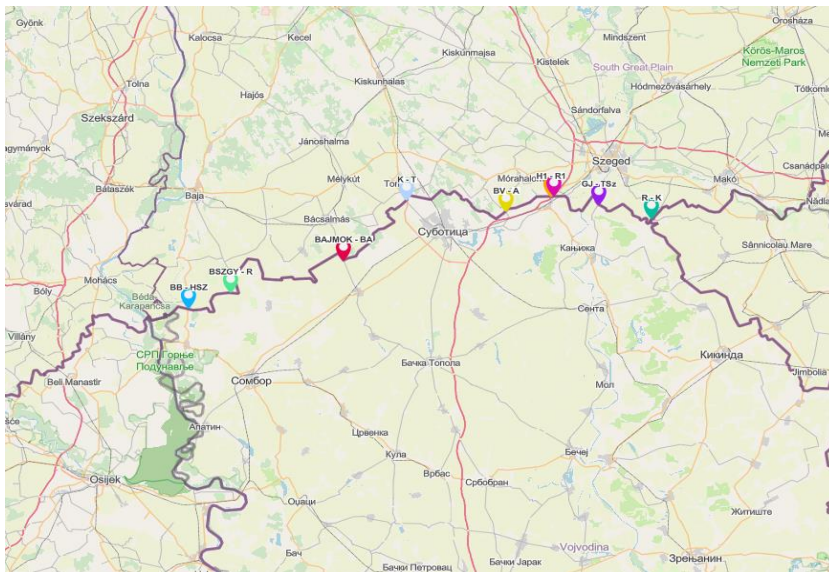 Gyönk
Kalocsa
Kecel
Kiskunmajsa
Mindszent
Orosháza
Kistelek
South Great Plain
Körös-Maros
Nemzeti Park
Tolna
Hajós
Kiskunhalas
Hódmezővásárhely
Tótkomló
Szekszárd
Sándorfalva
Jánoshalma
Szeged
Mórahalom
H1 - R1
Csanádpalo
K - T
GJ - TSz
Makó
Bátaszék
Baja
Mélykút
BV - A
R - K
Nădla
Bácsalmás
Суботица
BAJMOK - BA
Кањижа
Sânnicolau Mare
Mohács
BSZGY - R
Bóly
BB - HSZ
Béda-
Karapancsa
Сента
Villány
СРП Горње
Подунавље
Бачка Топола
Кикинда
Beli Manastir
Сомбор
Мол
Jimbolia
Апатин
Црвенка
Кула
Бечеј
Врбас
Србобран
Osijek
Оџаци
Житиште
Бач
Vojvodina
Бачки Петровац
Бачки Јарак
Зрењанин